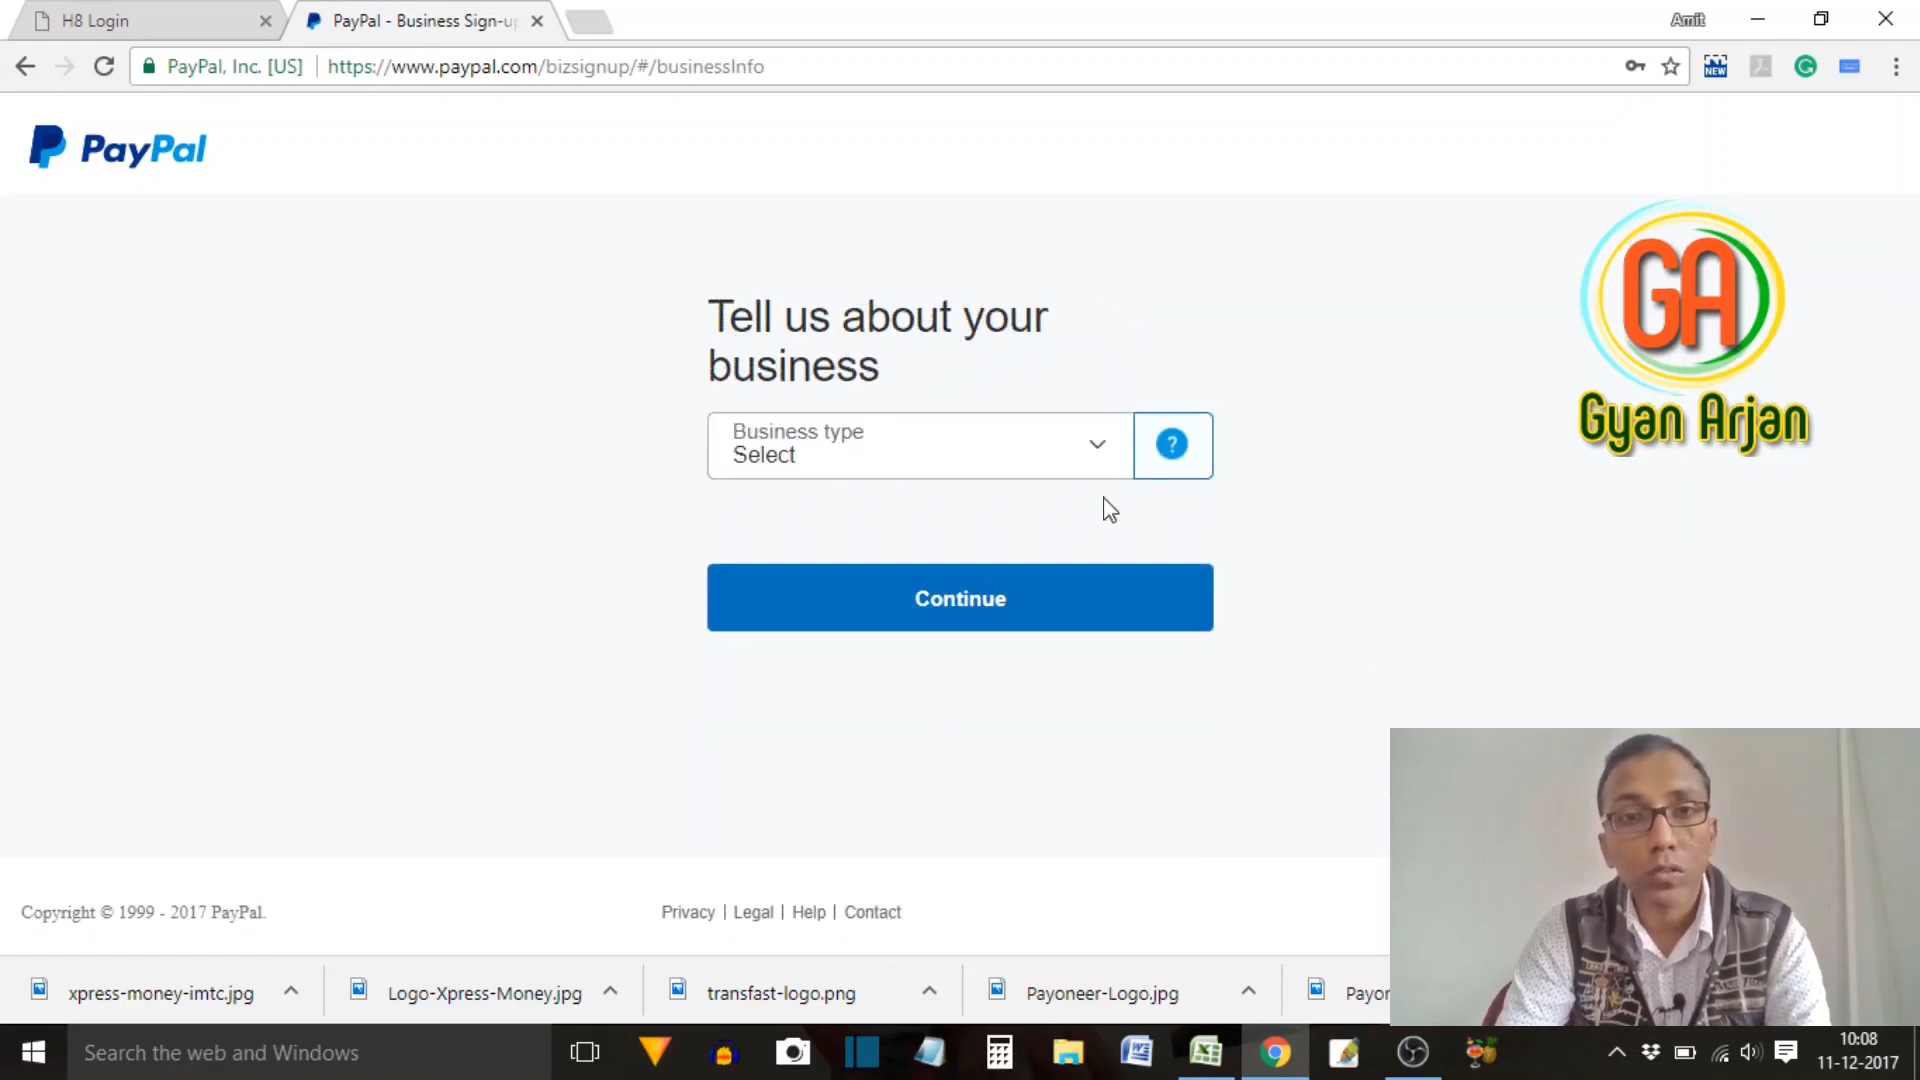 H8 Login
PayPal - Business Sign-u
Amit
PayPal, Inc. [US]
https://www.paypal.com/bizsignup/#/businessInfo
NEW
PayPal
GA
Gyan Arjan
Tell us about your
business
Business type
Select
?
Continue
Copyright © 1999 - 2017 PayPal.
Privacy | Legal | Help | Contact
xpress-money-imtc.jpg
Logo-Xpress-Money.jpg
transfast-logo.png
Payoneer-Logo.jpg
Payor
Search the web and Windows
10:08
11-12-2017